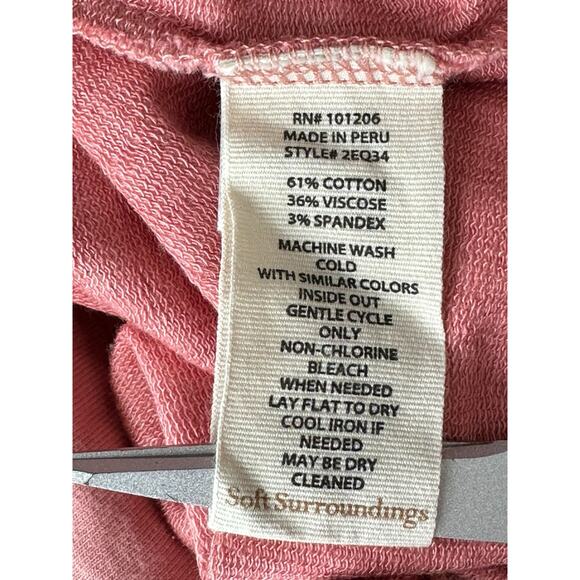 RN# 101206
MADE IN PERU
STYLE# 2EQ34
61% COTTON
36% VISCOSE
3% SPANDEX
MACHINE WASH
COLD
WITH SIMILAR COLORS
INSIDE OUT
GENTLE CYCLE
ONLY
NON-CHLORINE
BLEACH
WHEN NEEDED
LAY FLAT TO DRY
COOL IRON IF
NEEDED
MAY BE DRY
CLEANED
Soft Surroundings